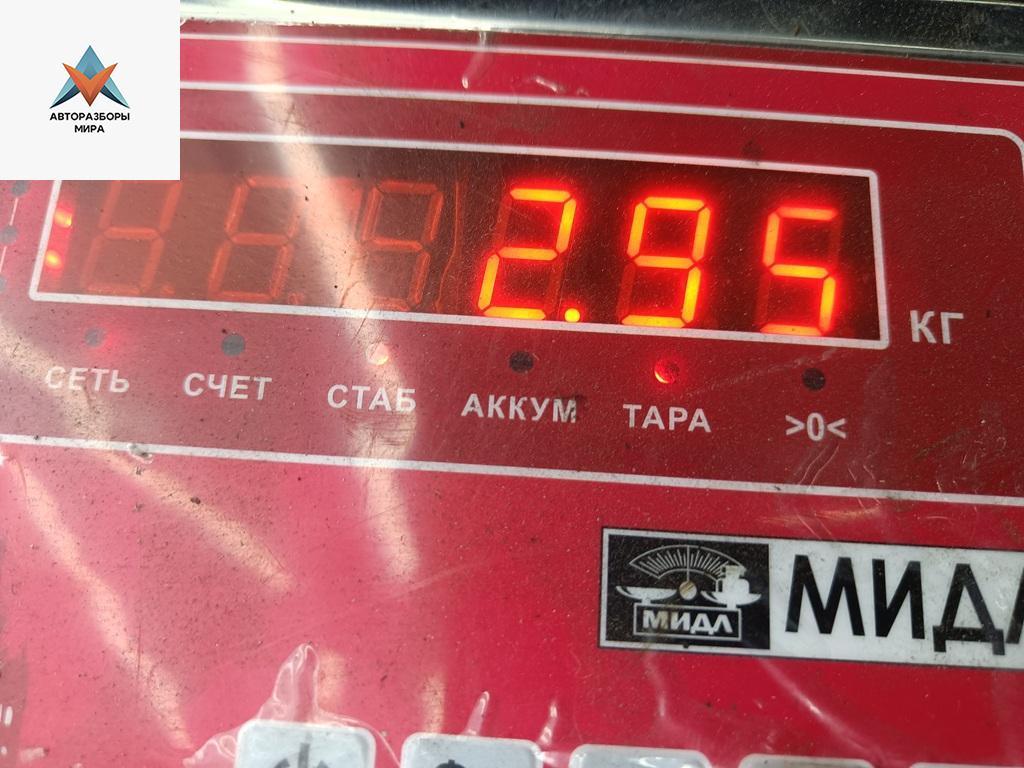 АВТОРАЗБОРЫ
МИРА
2.95
КГ
СЕТЬ СЧЕТ СТАБ АККУМ ТАРА >0<
МИДЛ
МИДЛ